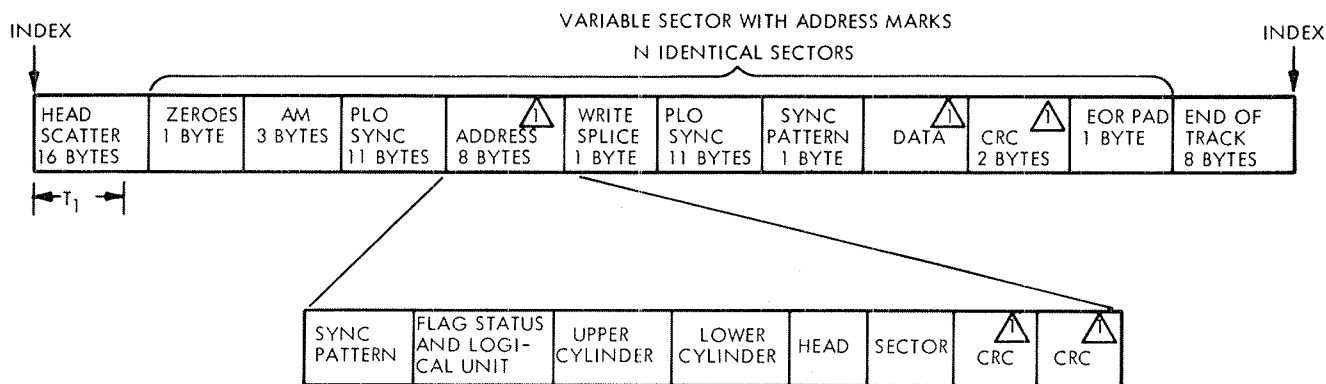 VARIABLE SECTOR WITH ADDRESS MARKS
INDEX
INDEX
N IDENTICAL SECTORS
HEAD
SCATTER
16 BYTES
ZEROES
1 BYTE
AM
3 BYTES
PLO
SYNC
11 BYTES
1
ADDRESS
8 BYTES
WRITE
SPLICE
1 BYTE
PLO
SYNC
11 BYTES
SYNC
PATTERN
1 BYTE
1
DATA
1
CRC
2 BYTES
EOR PAD
1 BYTE
END OF
TRACK
8 BYTES
T1
SYNC
PATTERN
FLAG STATUS
AND LOGI-
CAL UNIT
UPPER
CYLINDER
LOWER
CYLINDER
HEAD
SECTOR
1
CRC
1
CRC